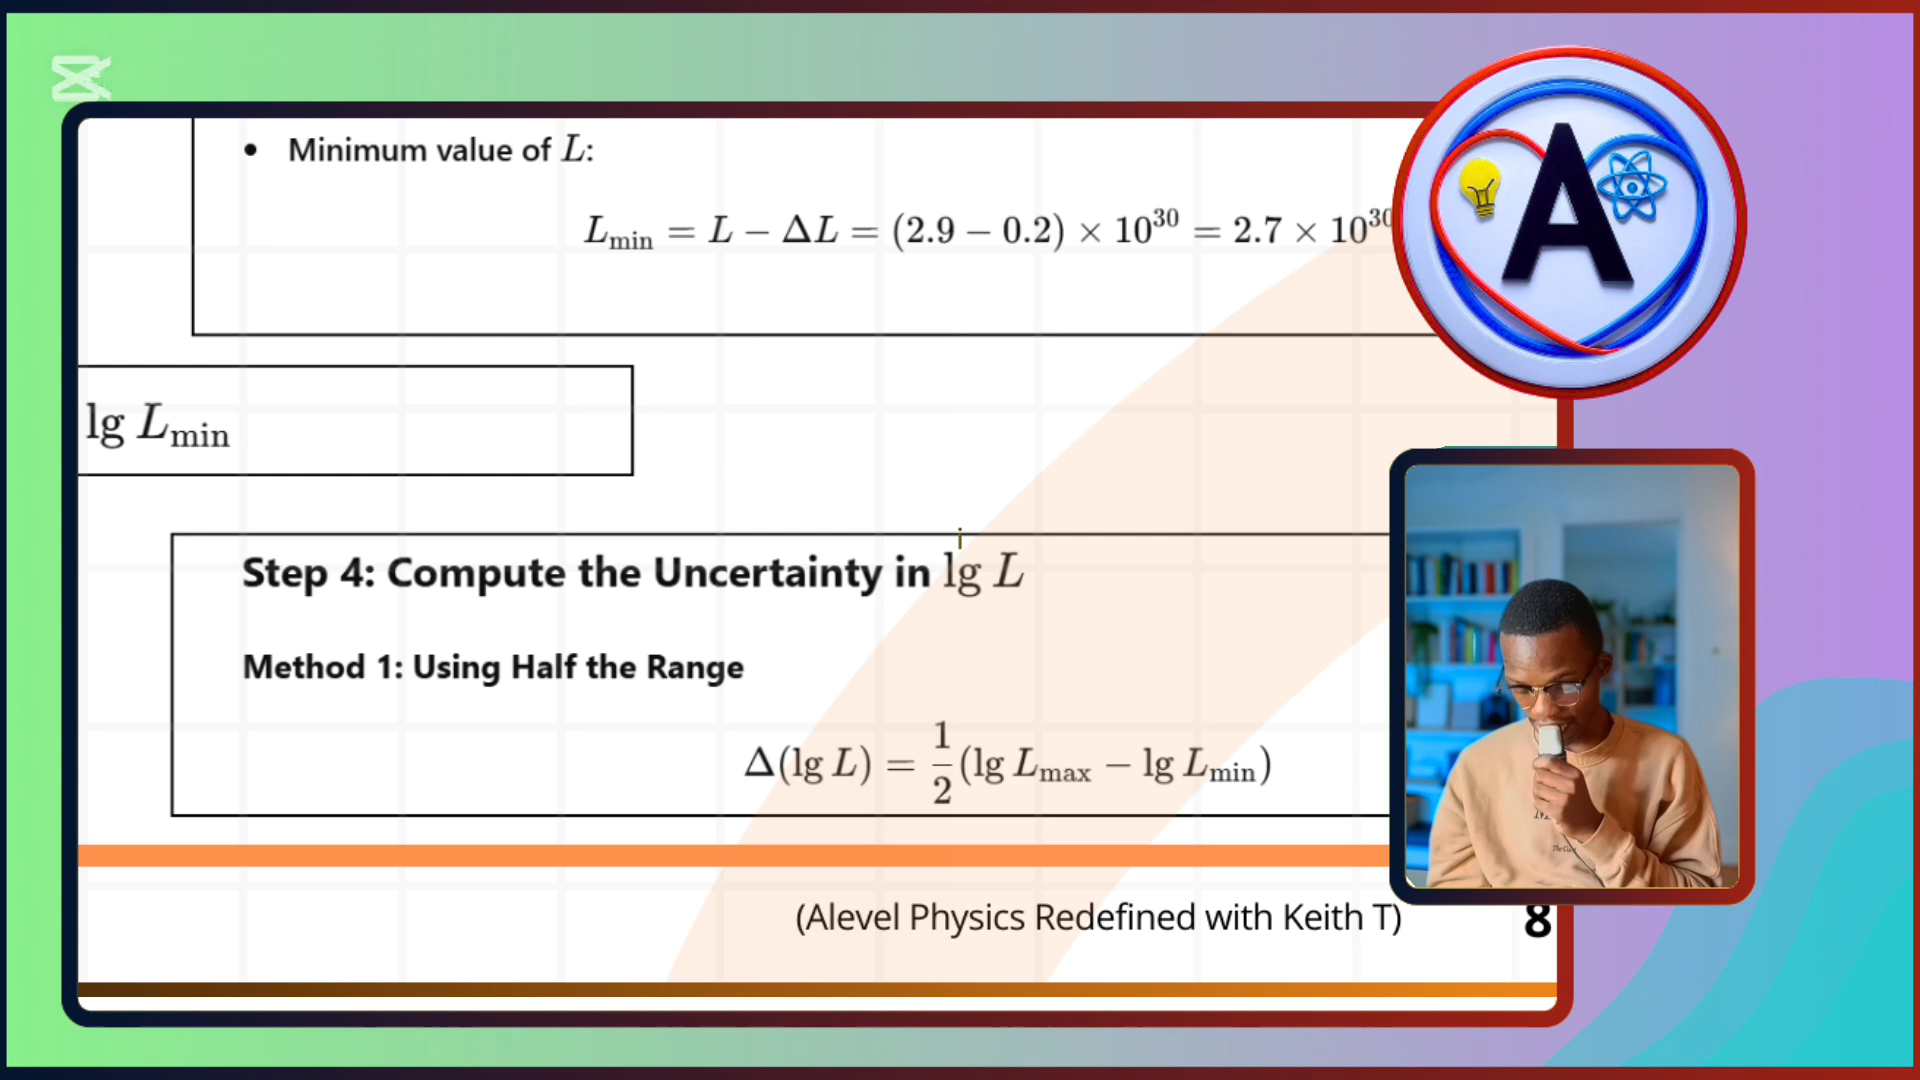 • Minimum value of L:
L_min = L − ΔL = (2.9 − 0.2) × 10^30 = 2.7 × 10^30
A
lg L_min
Step 4: Compute the Uncertainty in lg L
Method 1: Using Half the Range
Δ(lg L) = 1/2 (lg L_max − lg L_min)
(Alevel Physics Redefined with Keith T)
8